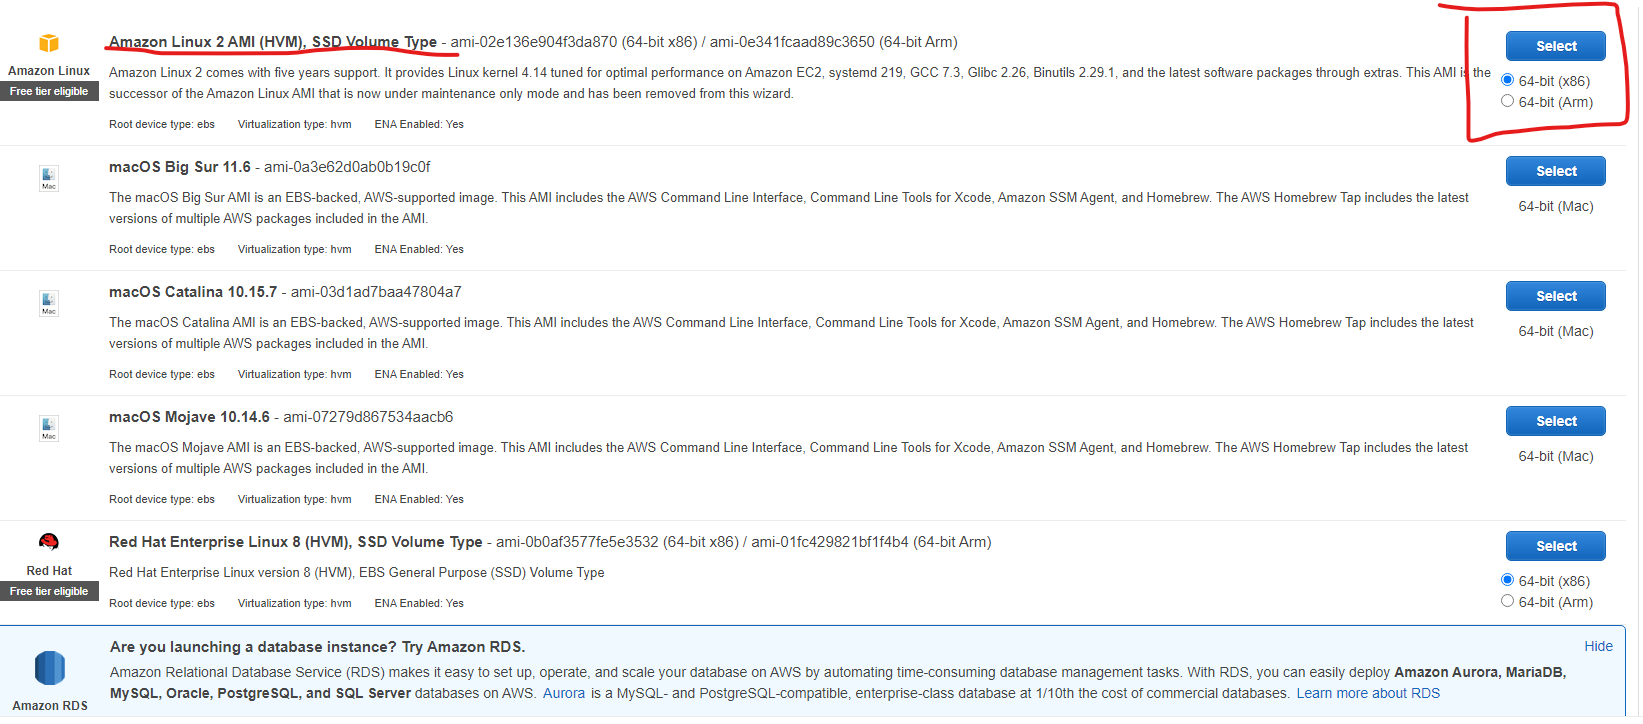 Amazon Linux 2 AMI (HVM), SSD Volume Type - ami-02e136e904f3da870 (64-bit x86) / ami-0e341fcaad89c3650 (64-bit Arm)
Select
Amazon Linux
Free tier eligible
Amazon Linux 2 comes with five years support. It provides Linux kernel 4.14 tuned for optimal performance on Amazon EC2, systemd 219, GCC 7.3, Glibc 2.26, Binutils 2.29.1, and the latest software packages through extras. This AMI is the
successor of the Amazon Linux AMI that is now under maintenance only mode and has been removed from this wizard.
64-bit (x86)
64-bit (Arm)
Root device type: ebs Virtualization type: hvm ENA Enabled: Yes
Mac
macOS Big Sur 11.6 - ami-0a3e62d0ab0b19c0f
Select
The macOS Big Sur AMI is an EBS-backed, AWS-supported image. This AMI includes the AWS Command Line Interface, Command Line Tools for Xcode, Amazon SSM Agent, and Homebrew. The AWS Homebrew Tap includes the latest
versions of multiple AWS packages included in the AMI.
64-bit (Mac)
Root device type: ebs Virtualization type: hvm ENA Enabled: Yes
Mac
macOS Catalina 10.15.7 - ami-03d1ad7baa47804a7
Select
The macOS Catalina AMI is an EBS-backed, AWS-supported image. This AMI includes the AWS Command Line Interface, Command Line Tools for Xcode, Amazon SSM Agent, and Homebrew. The AWS Homebrew Tap includes the latest
versions of multiple AWS packages included in the AMI.
64-bit (Mac)
Root device type: ebs Virtualization type: hvm ENA Enabled: Yes
Mac
macOS Mojave 10.14.6 - ami-07279d867534aacb6
Select
The macOS Mojave AMI is an EBS-backed, AWS-supported image. This AMI includes the AWS Command Line Interface, Command Line Tools for Xcode, Amazon SSM Agent, and Homebrew. The AWS Homebrew Tap includes the latest
versions of multiple AWS packages included in the AMI.
64-bit (Mac)
Root device type: ebs Virtualization type: hvm ENA Enabled: Yes
Red Hat Enterprise Linux 8 (HVM), SSD Volume Type - ami-0b0af3577fe5e3532 (64-bit x86) / ami-01fc429821bf1f4b4 (64-bit Arm)
Select
Red Hat
Free tier eligible
Red Hat Enterprise Linux version 8 (HVM), EBS General Purpose (SSD) Volume Type
64-bit (x86)
64-bit (Arm)
Root device type: ebs Virtualization type: hvm ENA Enabled: Yes
Are you launching a database instance? Try Amazon RDS.
Hide
Amazon Relational Database Service (RDS) makes it easy to set up, operate, and scale your database on AWS by automating time-consuming database management tasks. With RDS, you can easily deploy Amazon Aurora, MariaDB,
MySQL, Oracle, PostgreSQL, and SQL Server databases on AWS. Aurora is a MySQL- and PostgreSQL-compatible, enterprise-class database at 1/10th the cost of commercial databases. Learn more about RDS
Amazon RDS